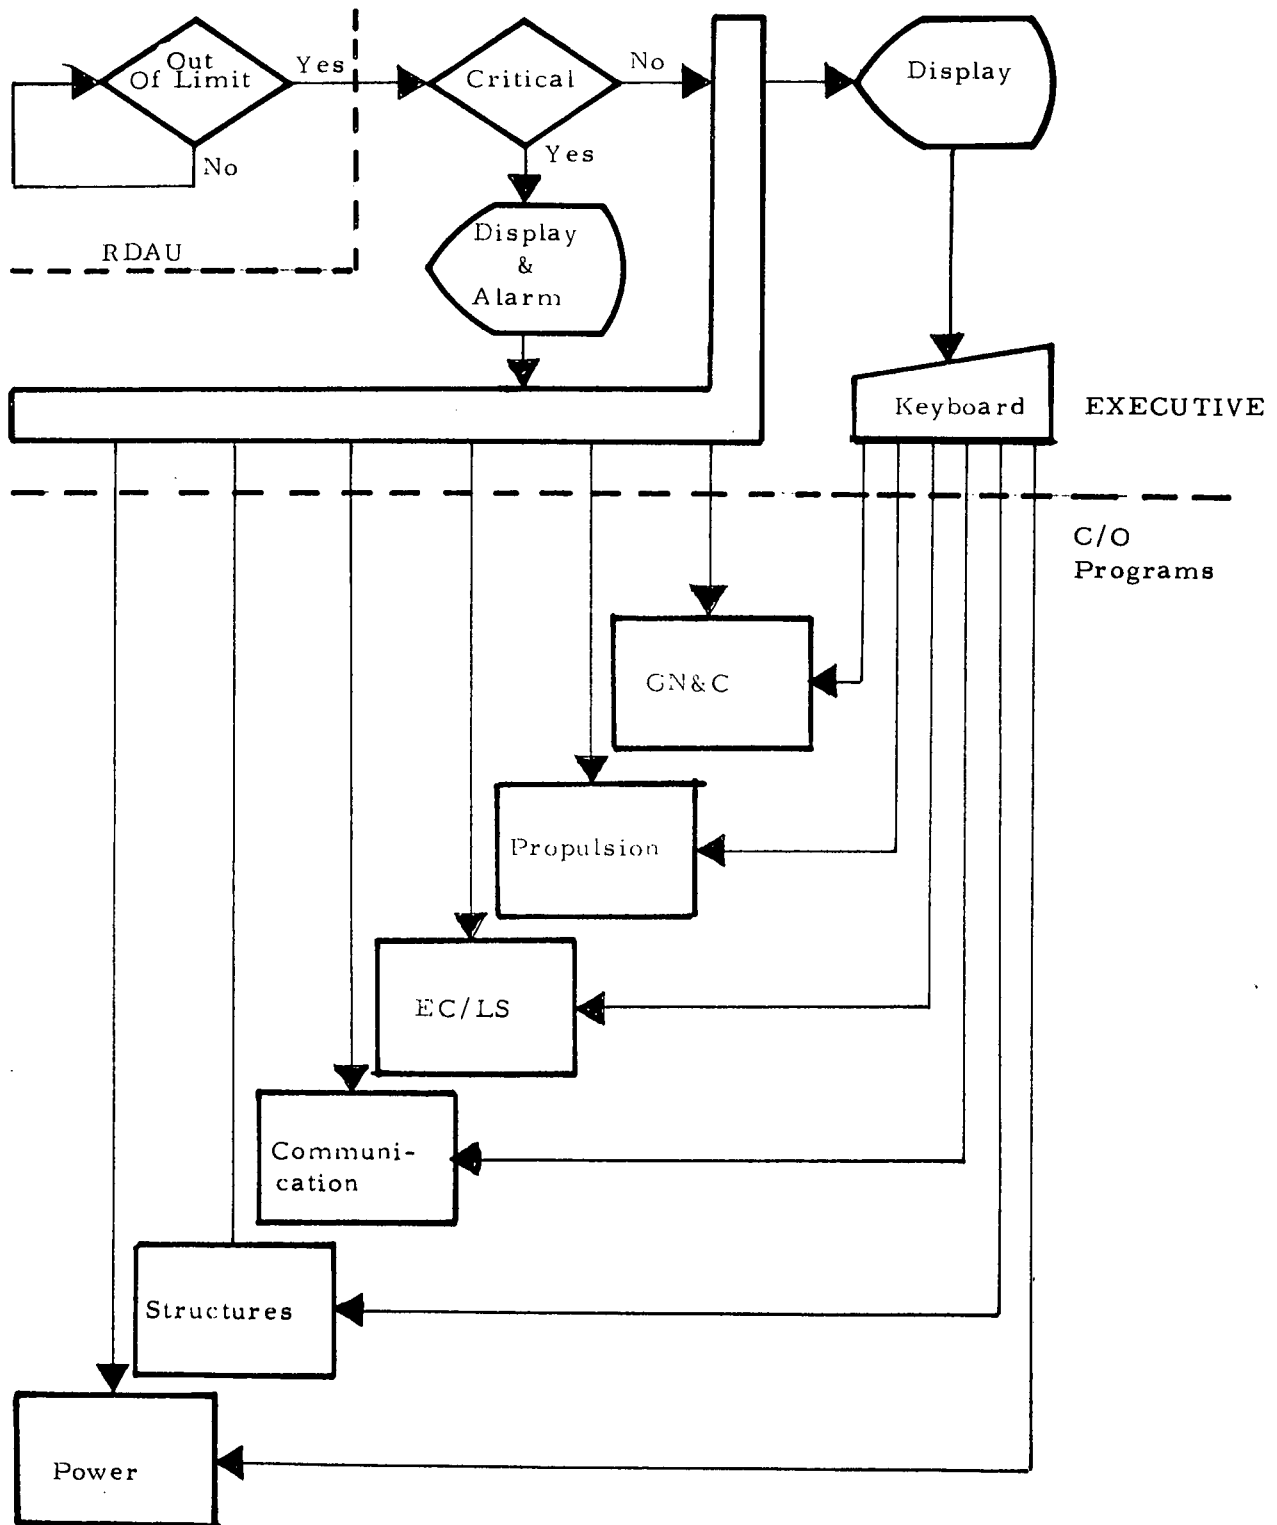 Out
Of Limit
Yes
No
RDAU
Critical
No
Yes
Display
&
Alarm
Display
Keyboard
EXECUTIVE
C/O
Programs
GN&C
Propulsion
EC/LS
Communi-
cation
Structures
Power